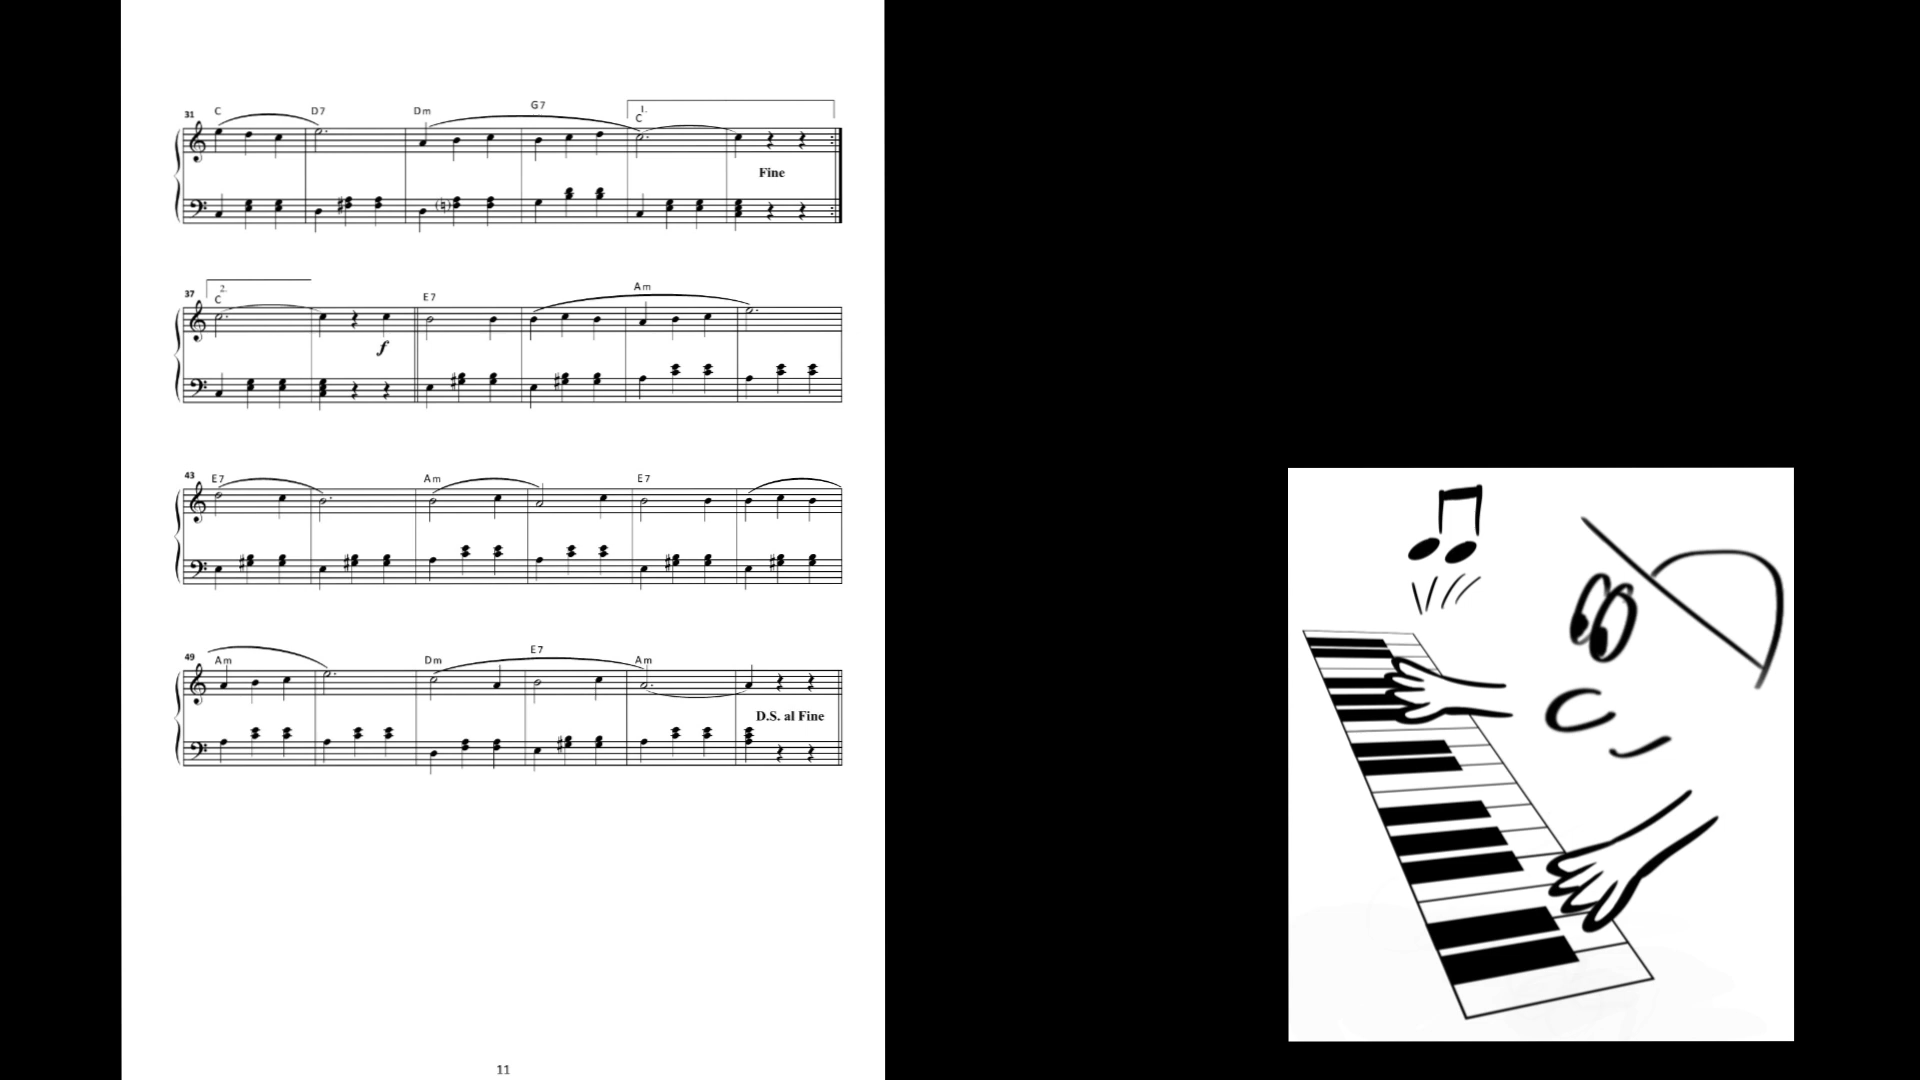 31 C D7 Dm G7 1. C
Fine
37 2. C E7 Am
f
43 E7 Am E7
49 Am Dm E7 Am
D.S. al Fine
11